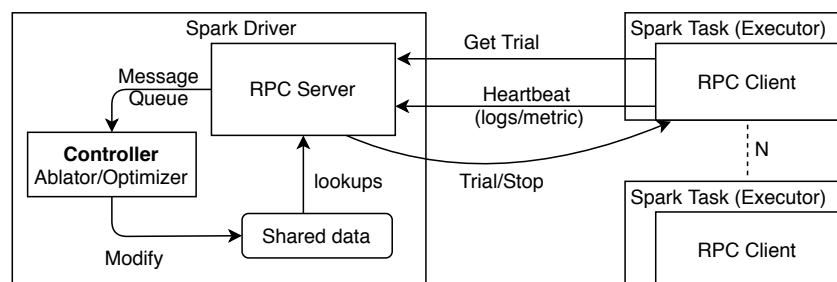 Spark Driver
Spark Task (Executor)
Get Trial
RPC Client
Message
Queue
RPC Server
Heartbeat
(logs/metric)
Controller
Ablator/Optimizer
N
lookups
Trial/Stop
Spark Task (Executor)
Shared data
Modify
RPC Client